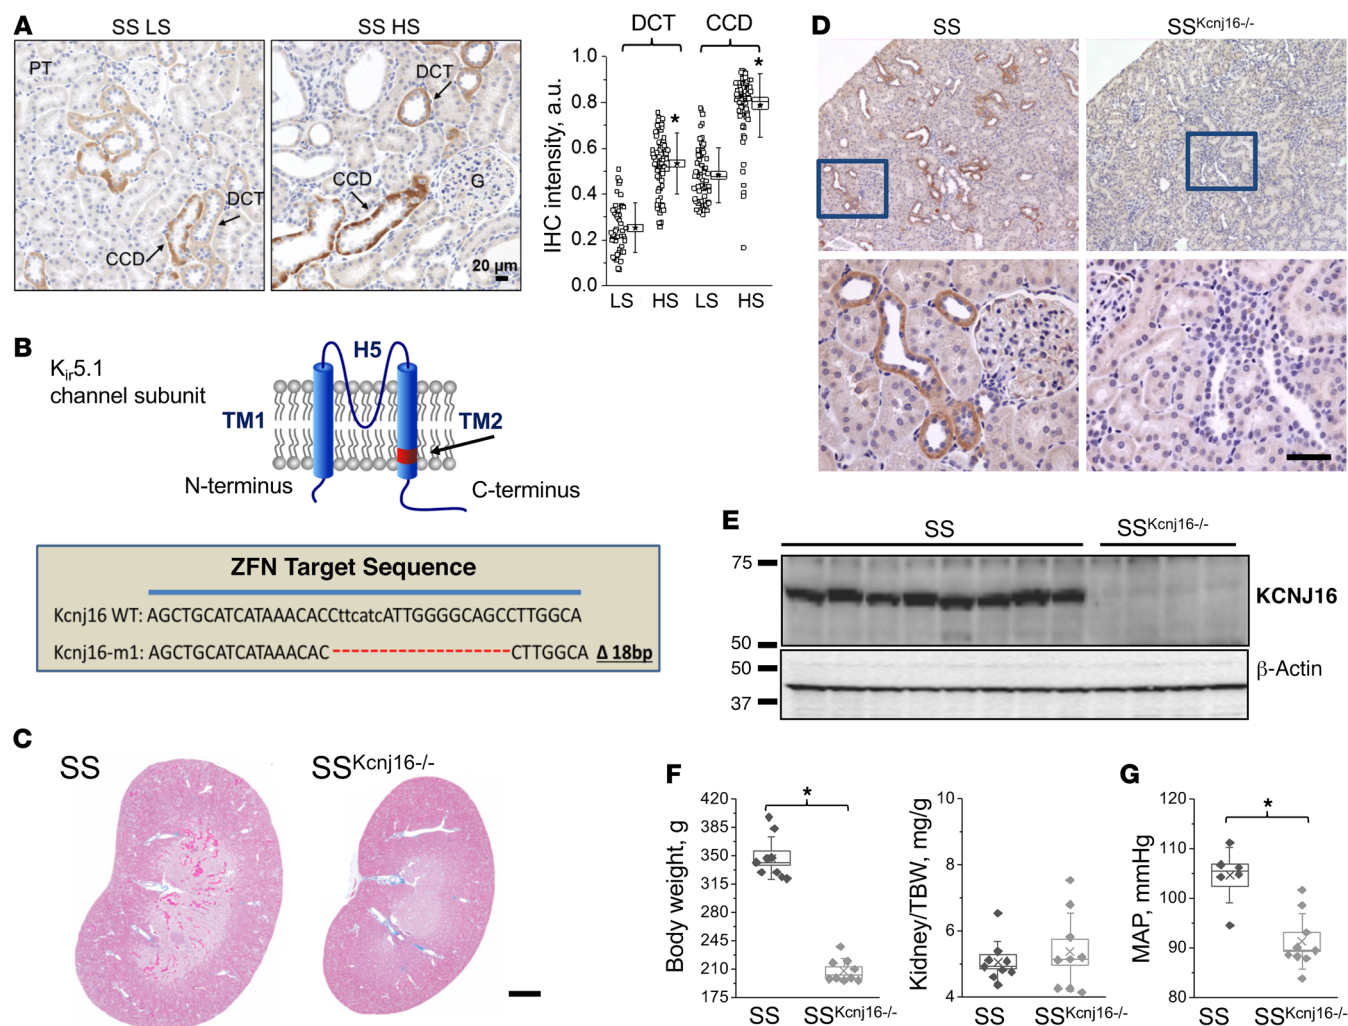 A
SS LS
SS HS
PT
DCT
CCD
DCT
CCD
G
20 µm
DCT
CCD
IHC intensity, a.u.
1.0
0.8
0.6
0.4
0.2
0.0
*
*
LS
HS
LS
HS
B
Kir5.1
channel subunit
H5
TM1
TM2
N-terminus
C-terminus
ZFN Target Sequence
Kcnj16 WT: AGCTGCATCATAAACACCttcatcATTGGGGCAGCCTTGGCA
Kcnj16-m1: AGCTGCATCATAAACAC ------------------ CTTGGCA Δ 18bp
C
SS
SSKcnj16-/-
D
SS
SSKcnj16-/-
E
SS
SSKcnj16-/-
75
50
KCNJ16
50
37
β-Actin
F
Body weight, g
420
385
350
315
280
245
210
175
*
SS
SSKcnj16-/-
Kidney/TBW, mg/g
10
8
6
4
SS
SSKcnj16-/-
G
MAP, mmHg
120
110
100
90
80
*
SS
SSKcnj16-/-